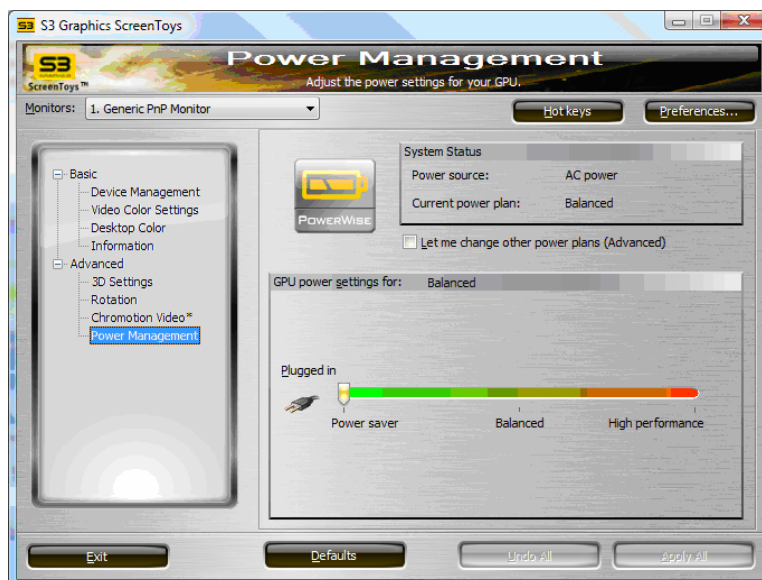 S3 S3 Graphics ScreenToys
S3
ScreenToys™
Power Management
Adjust the power settings for your GPU.
Monitors: 1. Generic PnP Monitor
Hot keys
Preferences...
Basic
Device Management
Video Color Settings
Desktop Color
Information
Advanced
3D Settings
Rotation
Chromotion Video*
Power Management
POWERWISE
System Status
Power source: AC power
Current power plan: Balanced
Let me change other power plans (Advanced)
GPU power settings for: Balanced
Plugged in
Power saver Balanced High performance
Exit Defaults Undo All Apply All